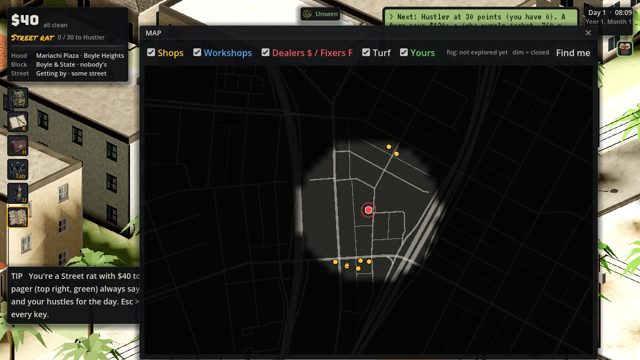 $40 all clean
STREET RAT 0 / 30 to Hustler
Hood Mariachi Plaza · Boyle Heights
Block Boyle & State · nobody's
Street Getting by · some street
Unseen
> Next: Hustler at 30 points (you have 0). A
Day 1 · 08:09
Year 1, Month 1
MAP
×
Shops Workshops Dealers $ / Fixers F Turf Yours fog: not explored yet dim = closed Find me
H
Tab
U
TIP You're a Street rat with $40 to
pager (top right, green) always say
and your hustles for the day. Esc >
every key.